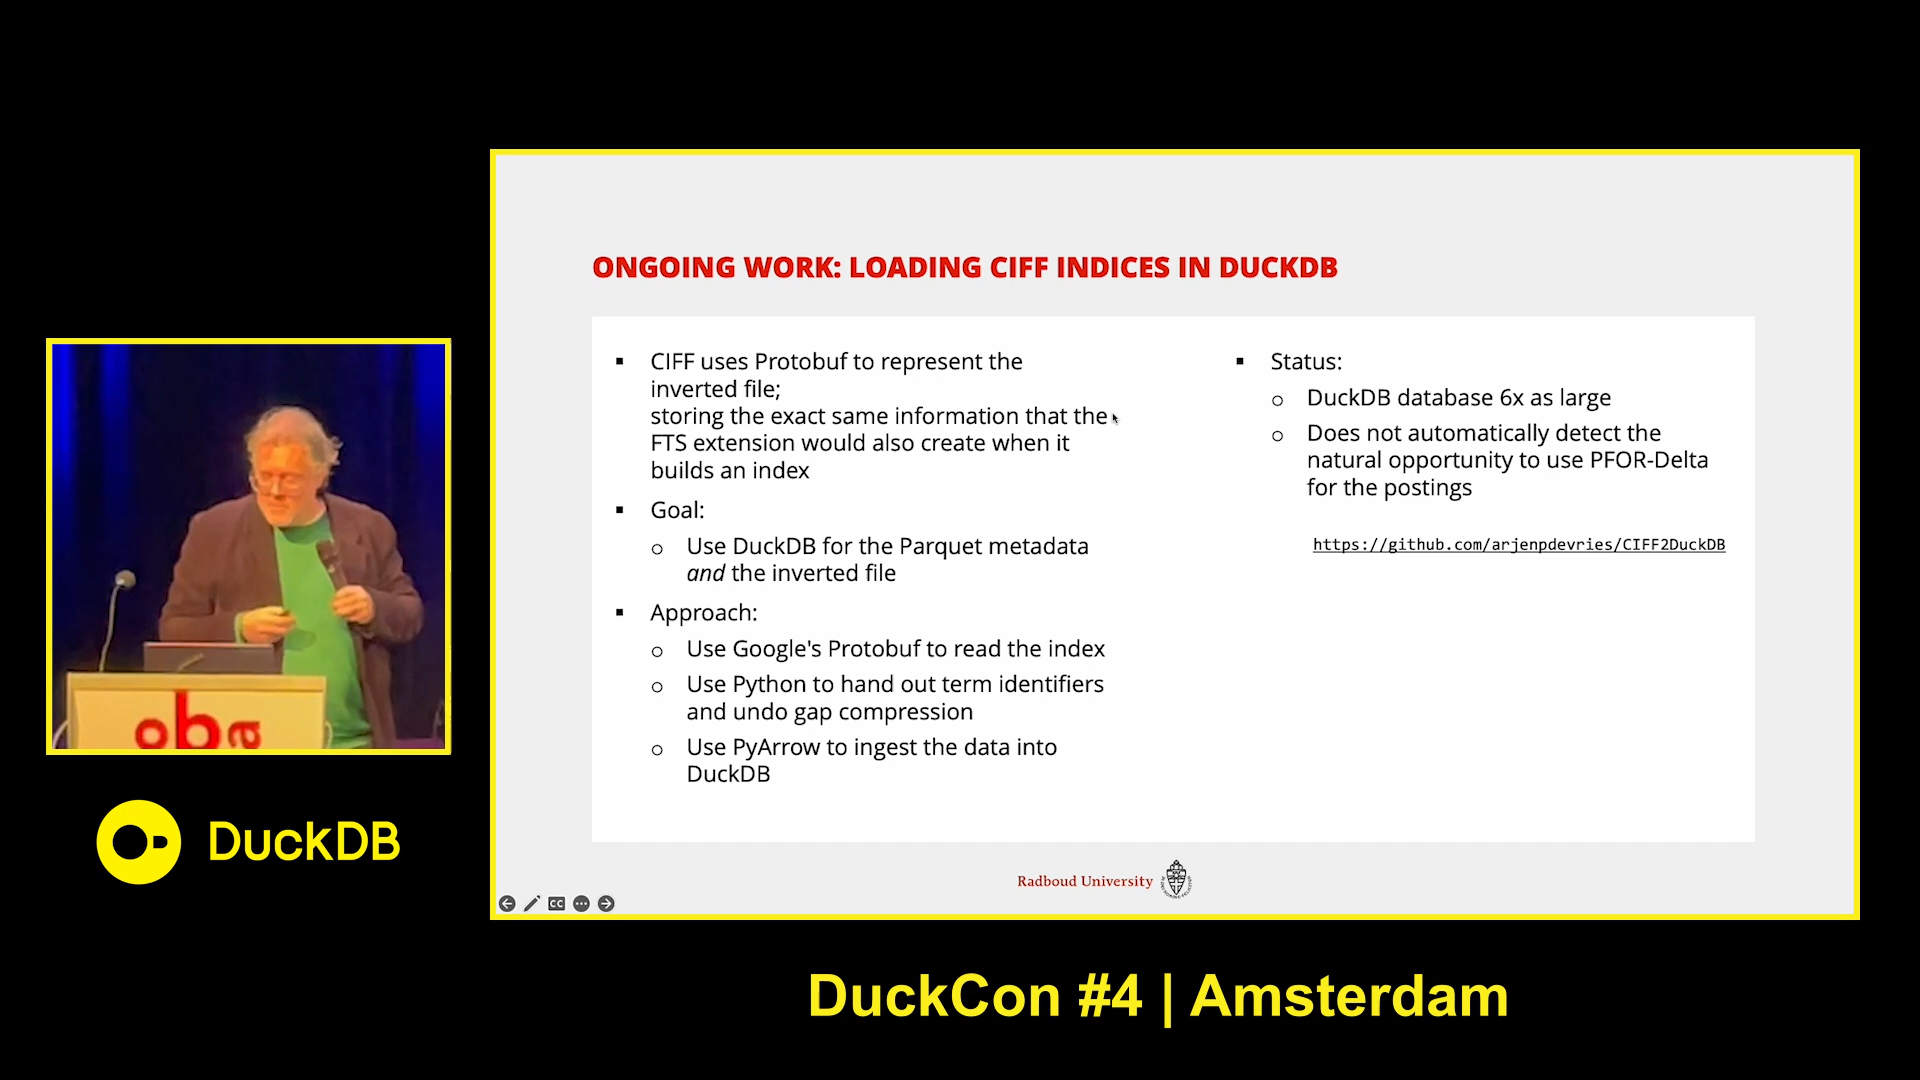 ONGOING WORK: LOADING CIFF INDICES IN DUCKDB
▪ CIFF uses Protobuf to represent the
inverted file;
storing the exact same information that the
FTS extension would also create when it
builds an index
▪ Goal:
o Use DuckDB for the Parquet metadata
and the inverted file
▪ Approach:
o Use Google's Protobuf to read the index
o Use Python to hand out term identifiers
and undo gap compression
o Use PyArrow to ingest the data into
DuckDB
▪ Status:
o DuckDB database 6x as large
o Does not automatically detect the
natural opportunity to use PFOR-Delta
for the postings
https://github.com/arjenpdevries/CIFF2DuckDB
Radboud University
CC
oba
DuckDB
DuckCon #4 | Amsterdam